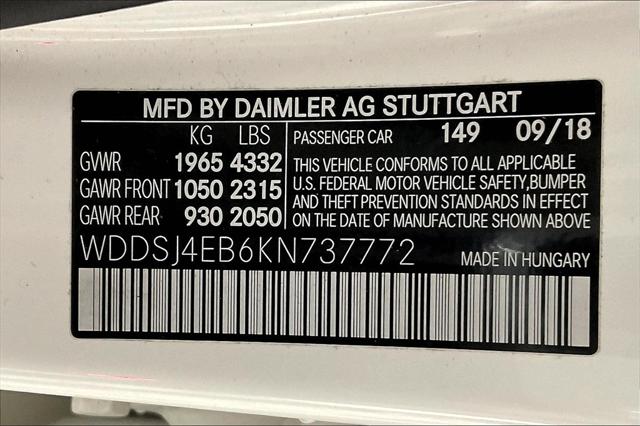 MFD BY DAIMLER AG STUTTGART
KG LBS
GVWR 1965 4332
GAWR FRONT 1050 2315
GAWR REAR 930 2050
PASSENGER CAR 149 09/18
THIS VEHICLE CONFORMS TO ALL APPLICABLE
U.S. FEDERAL MOTOR VEHICLE SAFETY,BUMPER
AND THEFT PREVENTION STANDARDS IN EFFECT
ON THE DATE OF MANUFACTURE SHOWN ABOVE
WDDSJ4EB6KN737772
MADE IN HUNGARY